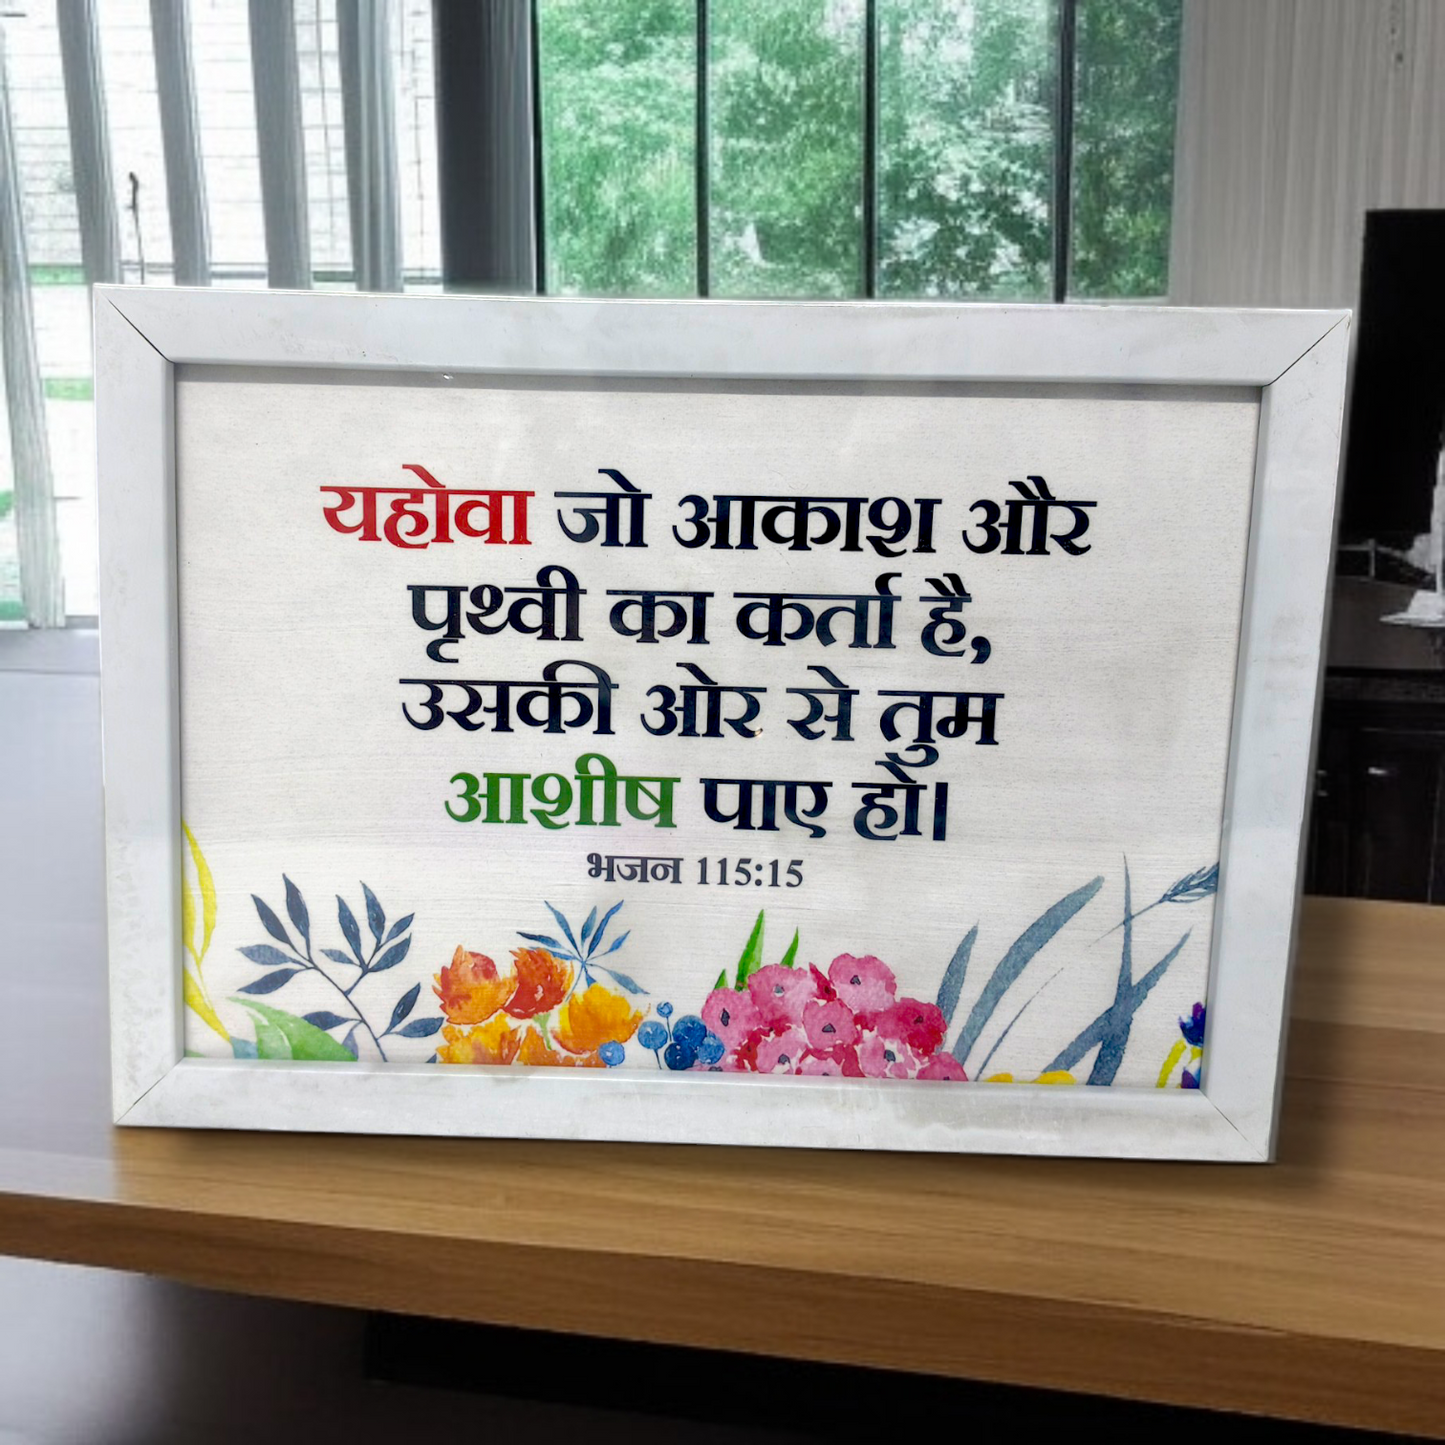 यहोवा जो आकाश और
पृथ्वी का कर्ता है,
उसकी ओर से तुम
आशीष पाए हो।
भजन 115:15